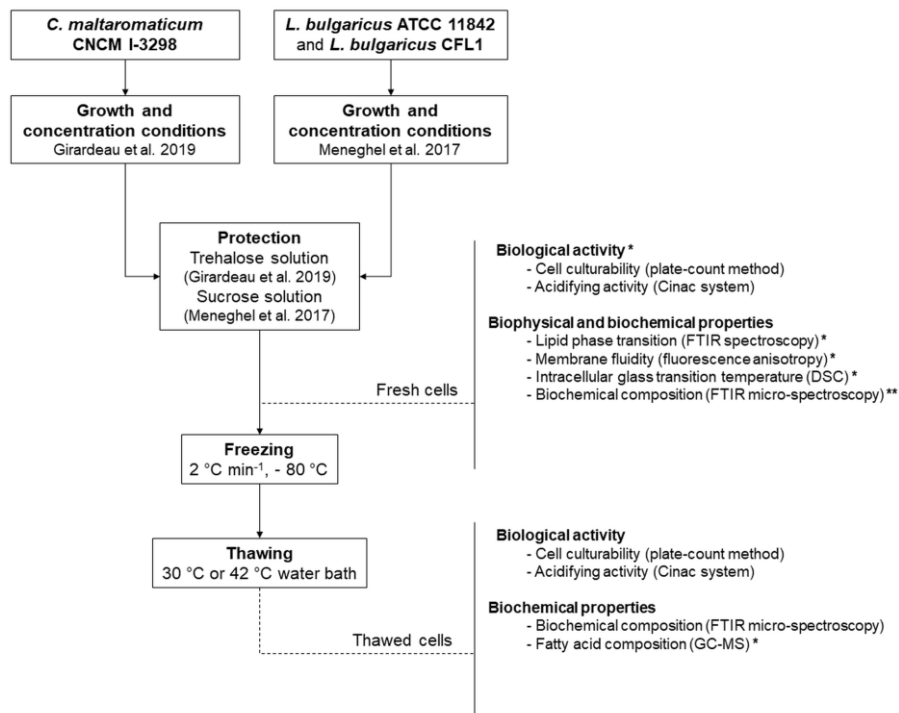 C. maltaromaticum
CNCM I-3298
L. bulgaricus ATCC 11842
and L. bulgaricus CFL1
Growth and
concentration conditions
Girardeau et al. 2019
Growth and
concentration conditions
Meneghel et al. 2017
Protection
Trehalose solution
(Girardeau et al. 2019)
Sucrose solution
(Meneghel et al. 2017)
Biological activity *
- Cell culturability (plate-count method)
- Acidifying activity (Cinac system)
Biophysical and biochemical properties
- Lipid phase transition (FTIR spectroscopy) *
- Membrane fluidity (fluorescence anisotropy) *
- Intracellular glass transition temperature (DSC) *
- Biochemical composition (FTIR micro-spectroscopy) **
Fresh cells
Freezing
2 °C min⁻¹, - 80 °C
Thawing
30 °C or 42 °C water bath
Biological activity
- Cell culturability (plate-count method)
- Acidifying activity (Cinac system)
Biochemical properties
- Biochemical composition (FTIR micro-spectroscopy)
- Fatty acid composition (GC-MS) *
Thawed cells